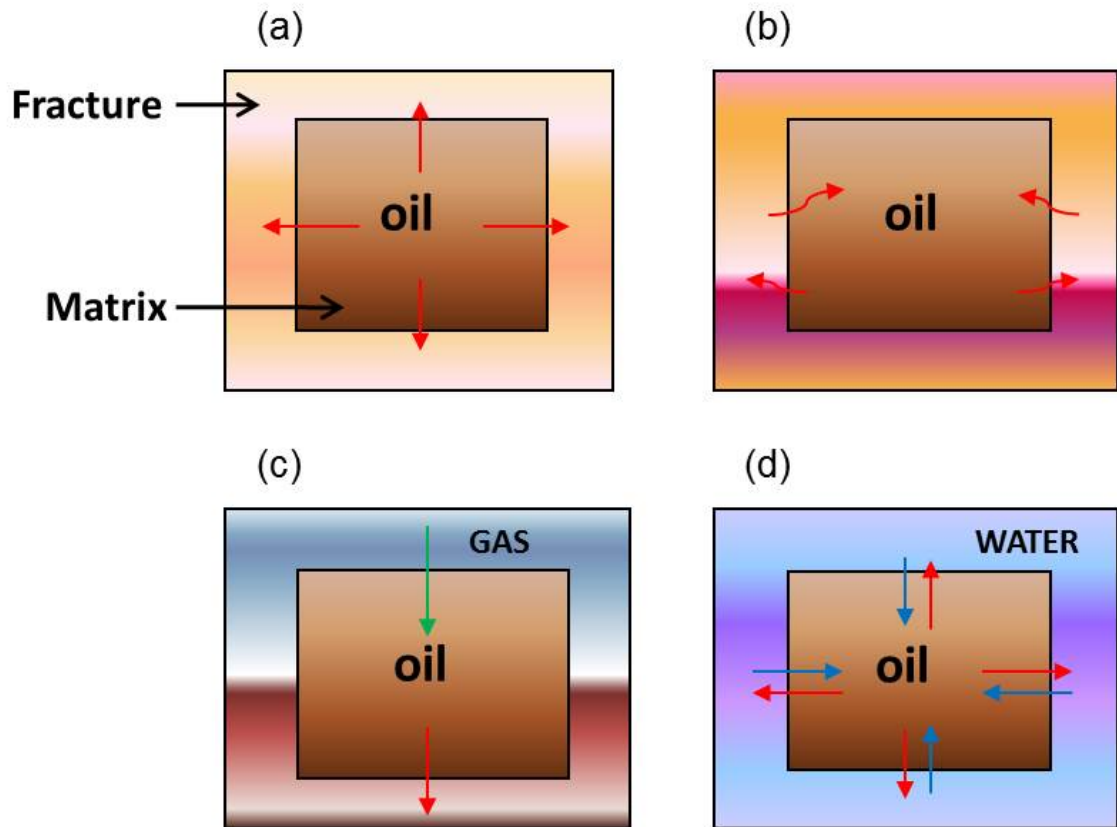 (a)
(b)
Fracture
oil
oil
Matrix
(c)
(d)
GAS
WATER
oil
oil